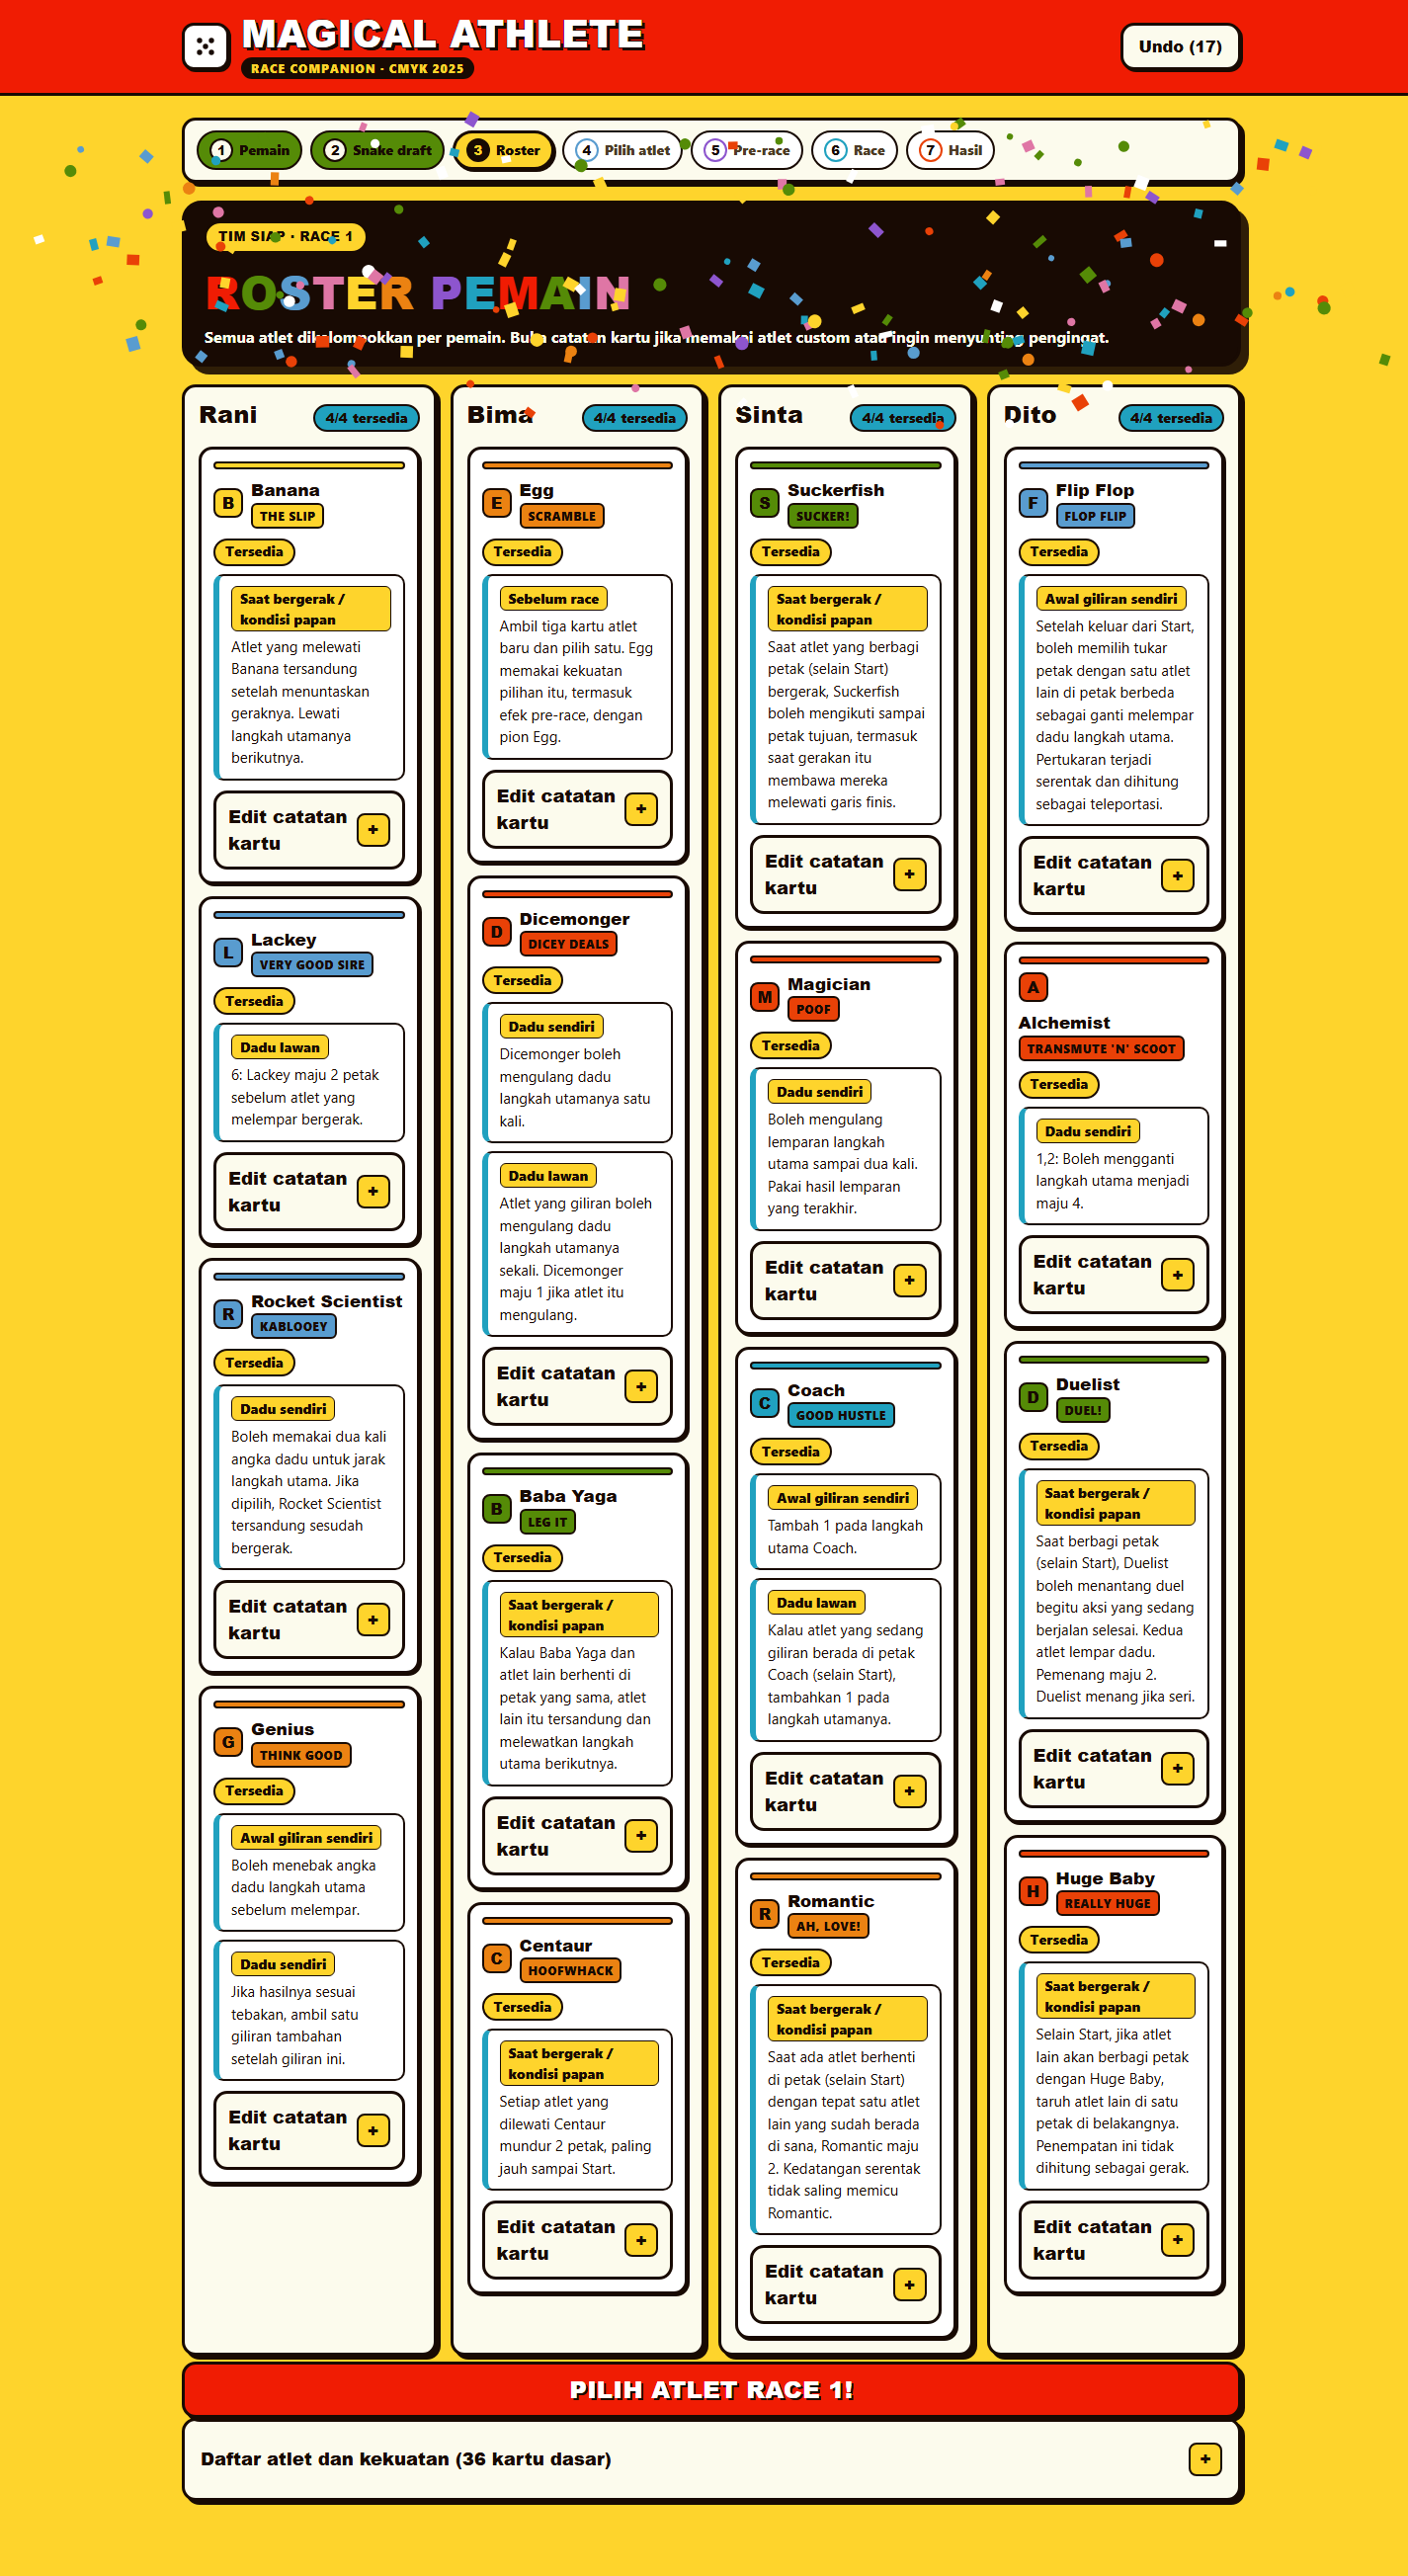 MAGICAL ATHLETE
RACE COMPANION · CMYK 2025
Undo (17)
1 Pemain
2 Snake draft
3 Roster
4 Pilih atlet
5 Pre-race
6 Race
7 Hasil
TIM SIAP · RACE 1
ROSTER PEMAIN
Semua atlet dikelompokkan per pemain. Buka catatan kartu jika memakai atlet custom atau ingin menyunting pengingat.
Rani
4/4 tersedia
B
Banana
THE SLIP
Tersedia
Saat bergerak /
kondisi papan
Atlet yang melewati
Banana tersandung
setelah menuntaskan
geraknya. Lewati
langkah utamanya
berikutnya.
Edit catatan
kartu
+
L
Lackey
VERY GOOD SIRE
Tersedia
Dadu lawan
6: Lackey maju 2 petak
sebelum atlet yang
melempar bergerak.
Edit catatan
kartu
+
R
Rocket Scientist
KABLOOEY
Tersedia
Dadu sendiri
Boleh memakai dua kali
angka dadu untuk jarak
langkah utama. Jika
dipilih, Rocket Scientist
tersandung sesudah
bergerak.
Edit catatan
kartu
+
G
Genius
THINK GOOD
Tersedia
Awal giliran sendiri
Boleh menebak angka
dadu langkah utama
sebelum melempar.
Dadu sendiri
Jika hasilnya sesuai
tebakan, ambil satu
giliran tambahan
setelah giliran ini.
Edit catatan
kartu
+
Bima
4/4 tersedia
E
Egg
SCRAMBLE
Tersedia
Sebelum race
Ambil tiga kartu atlet
baru dan pilih satu. Egg
memakai kekuatan
pilihan itu, termasuk
efek pre-race, dengan
pion Egg.
Edit catatan
kartu
+
D
Dicemonger
DICEY DEALS
Tersedia
Dadu sendiri
Dicemonger boleh
mengulang dadu
langkah utamanya satu
kali.
Dadu lawan
Atlet yang giliran boleh
mengulang dadu
langkah utamanya
sekali. Dicemonger
maju 1 jika atlet itu
mengulang.
Edit catatan
kartu
+
B
Baba Yaga
LEG IT
Tersedia
Saat bergerak /
kondisi papan
Kalau Baba Yaga dan
atlet lain berhenti di
petak yang sama, atlet
lain itu tersandung dan
melewatkan langkah
utama berikutnya.
Edit catatan
kartu
+
C
Centaur
HOOFWHACK
Tersedia
Saat bergerak /
kondisi papan
Setiap atlet yang
dilewati Centaur
mundur 2 petak, paling
jauh sampai Start.
Edit catatan
kartu
+
Sinta
4/4 tersedia
S
Suckerfish
SUCKER!
Tersedia
Saat bergerak /
kondisi papan
Saat atlet yang berbagi
petak (selain Start)
bergerak, Suckerfish
boleh mengikuti sampai
petak tujuan, termasuk
saat gerakan itu
membawa mereka
melewati garis finis.
Edit catatan
kartu
+
M
Magician
POOF
Tersedia
Dadu sendiri
Boleh mengulang
lemparan langkah
utama sampai dua kali.
Pakai hasil lemparan
yang terakhir.
Edit catatan
kartu
+
C
Coach
GOOD HUSTLE
Tersedia
Awal giliran sendiri
Tambah 1 pada langkah
utama Coach.
Dadu lawan
Kalau atlet yang sedang
giliran berada di petak
Coach (selain Start),
tambahkan 1 pada
langkah utamanya.
Edit catatan
kartu
+
R
Romantic
AH, LOVE!
Tersedia
Saat bergerak /
kondisi papan
Saat ada atlet berhenti
di petak (selain Start)
dengan tepat satu atlet
lain yang sudah berada
di sana, Romantic maju
2. Kedatangan serentak
tidak saling memicu
Romantic.
Edit catatan
kartu
+
Dito
4/4 tersedia
F
Flip Flop
FLOP FLIP
Tersedia
Awal giliran sendiri
Setelah keluar dari Start,
boleh memilih tukar
petak dengan satu atlet
lain di petak berbeda
sebagai ganti melempar
dadu langkah utama.
Pertukaran terjadi
serentak dan dihitung
sebagai teleportasi.
Edit catatan
kartu
+
A
Alchemist
TRANSMUTE 'N' SCOOT
Tersedia
Dadu sendiri
1,2: Boleh mengganti
langkah utama menjadi
maju 4.
Edit catatan
kartu
+
D
Duelist
DUEL!
Tersedia
Saat bergerak /
kondisi papan
Saat berbagi petak
(selain Start), Duelist
boleh menantang duel
begitu aksi yang sedang
berjalan selesai. Kedua
atlet lempar dadu.
Pemenang maju 2.
Duelist menang jika seri.
Edit catatan
kartu
+
H
Huge Baby
REALLY HUGE
Tersedia
Saat bergerak /
kondisi papan
Selain Start, jika atlet
lain akan berbagi petak
dengan Huge Baby,
taruh atlet lain di satu
petak di belakangnya.
Penempatan ini tidak
dihitung sebagai gerak.
Edit catatan
kartu
+
PILIH ATLET RACE 1!
Daftar atlet dan kekuatan (36 kartu dasar)
+